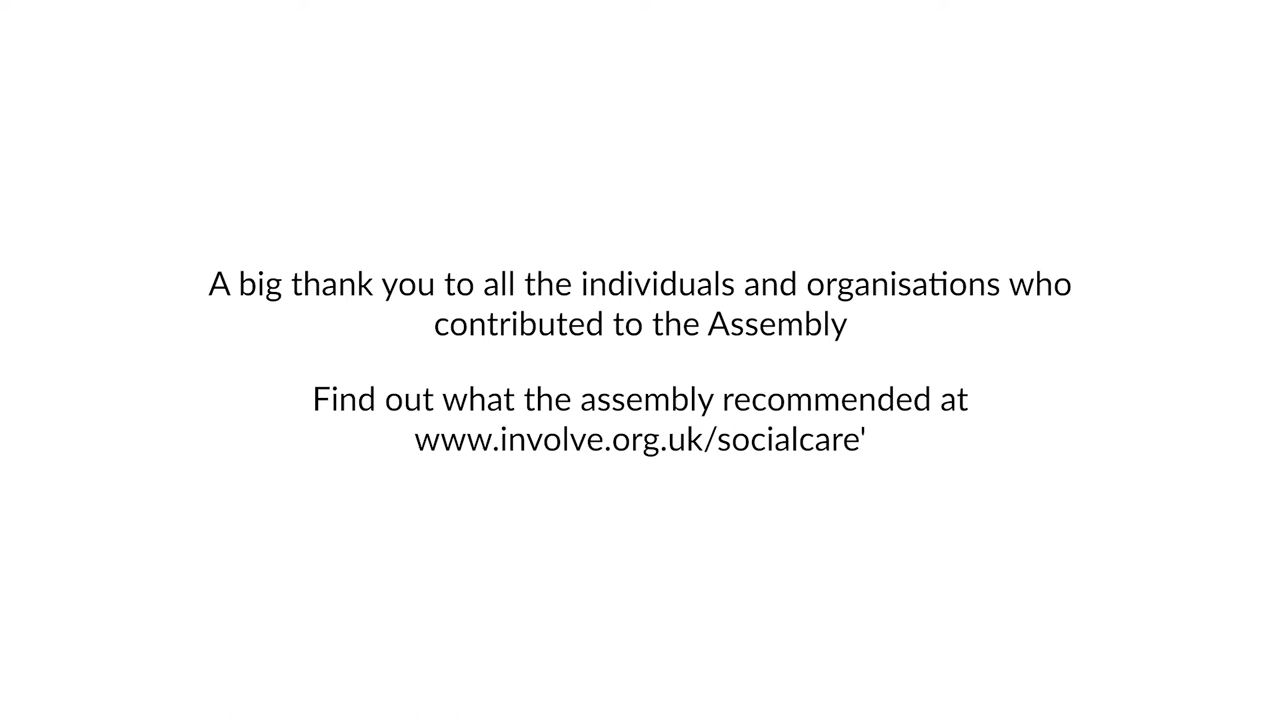 A big thank you to all the individuals and organisations who
contributed to the Assembly
Find out what the assembly recommended at
www.involve.org.uk/socialcare'